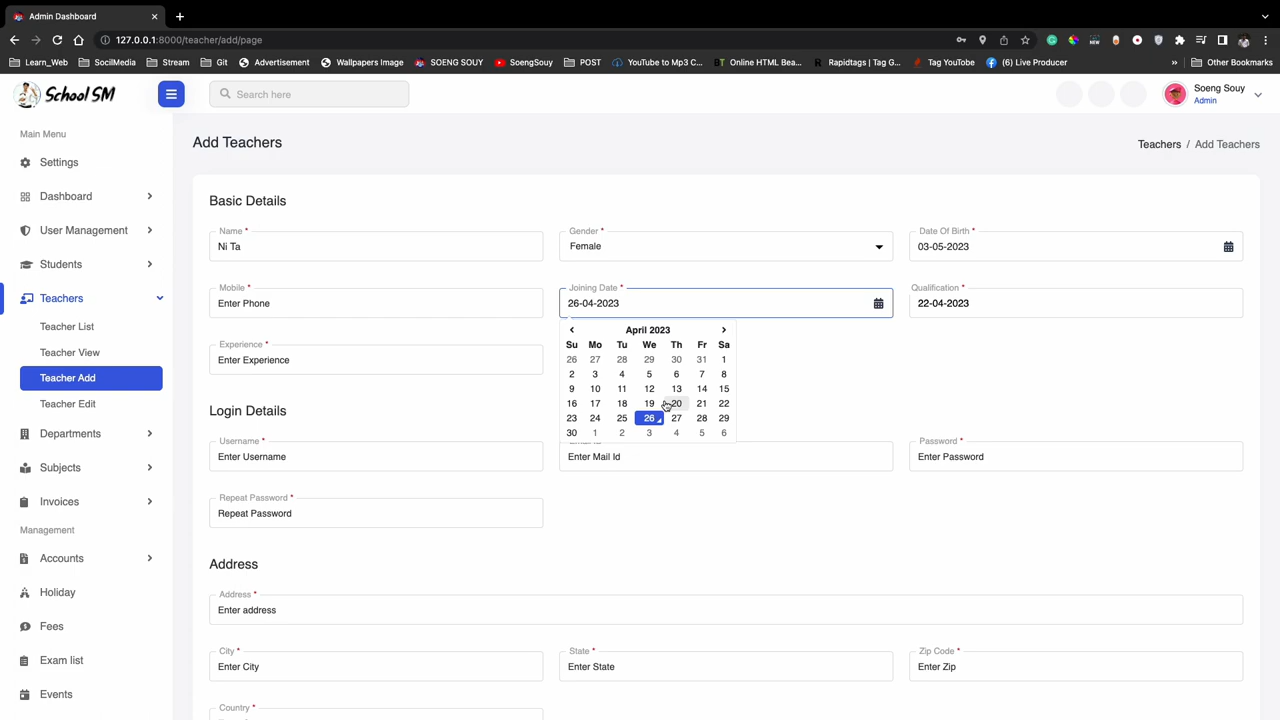 Admin Dashboard
127.0.0.1:8000/teacher/add/page
Learn_Web
SocilMedia
Stream
Git
Advertisement
Wallpapers Image
SOENG SOUY
SoengSouy
POST
YouTube to Mp3 C...
Online HTML Bea...
Rapidtags | Tag G...
Tag YouTube
(6) Live Producer
»
Other Bookmarks
School SM
Search here
Soeng Souy
Admin
Main Menu
Settings
Dashboard
User Management
Students
Teachers
Teacher List
Teacher View
Teacher Add
Teacher Edit
Departments
Subjects
Invoices
Management
Accounts
Holiday
Fees
Exam list
Events
Add Teachers
Teachers / Add Teachers
Basic Details
Name *
Ni Ta
Gender *
Female
Date Of Birth *
03-05-2023
Mobile *
Enter Phone
Joining Date *
26-04-2023
Qualification *
22-04-2023
April 2023
Su Mo Tu We Th Fr Sa
26 27 28 29 30 31 1
2 3 4 5 6 7 8
9 10 11 12 13 14 15
16 17 18 19 20 21 22
23 24 25 26 27 28 29
30 1 2 3 4 5 6
Experience *
Enter Experience
Login Details
Username *
Enter Username
Enter Mail Id
Password *
Enter Password
Repeat Password *
Repeat Password
Address
Address *
Enter address
City *
Enter City
State *
Enter State
Zip Code *
Enter Zip
Country *